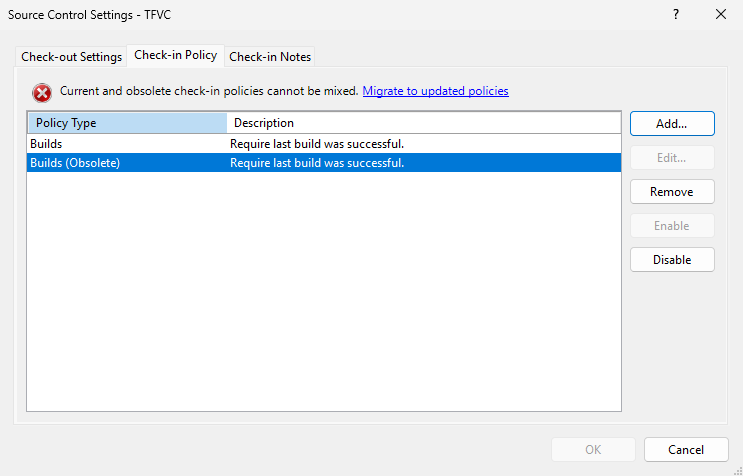 Source Control Settings - TFVC
Check-out Settings Check-in Policy Check-in Notes
Current and obsolete check-in policies cannot be mixed. Migrate to updated policies
Policy Type Description
Builds Require last build was successful.
Builds (Obsolete) Require last build was successful.
Add...
Edit...
Remove
Enable
Disable
OK Cancel